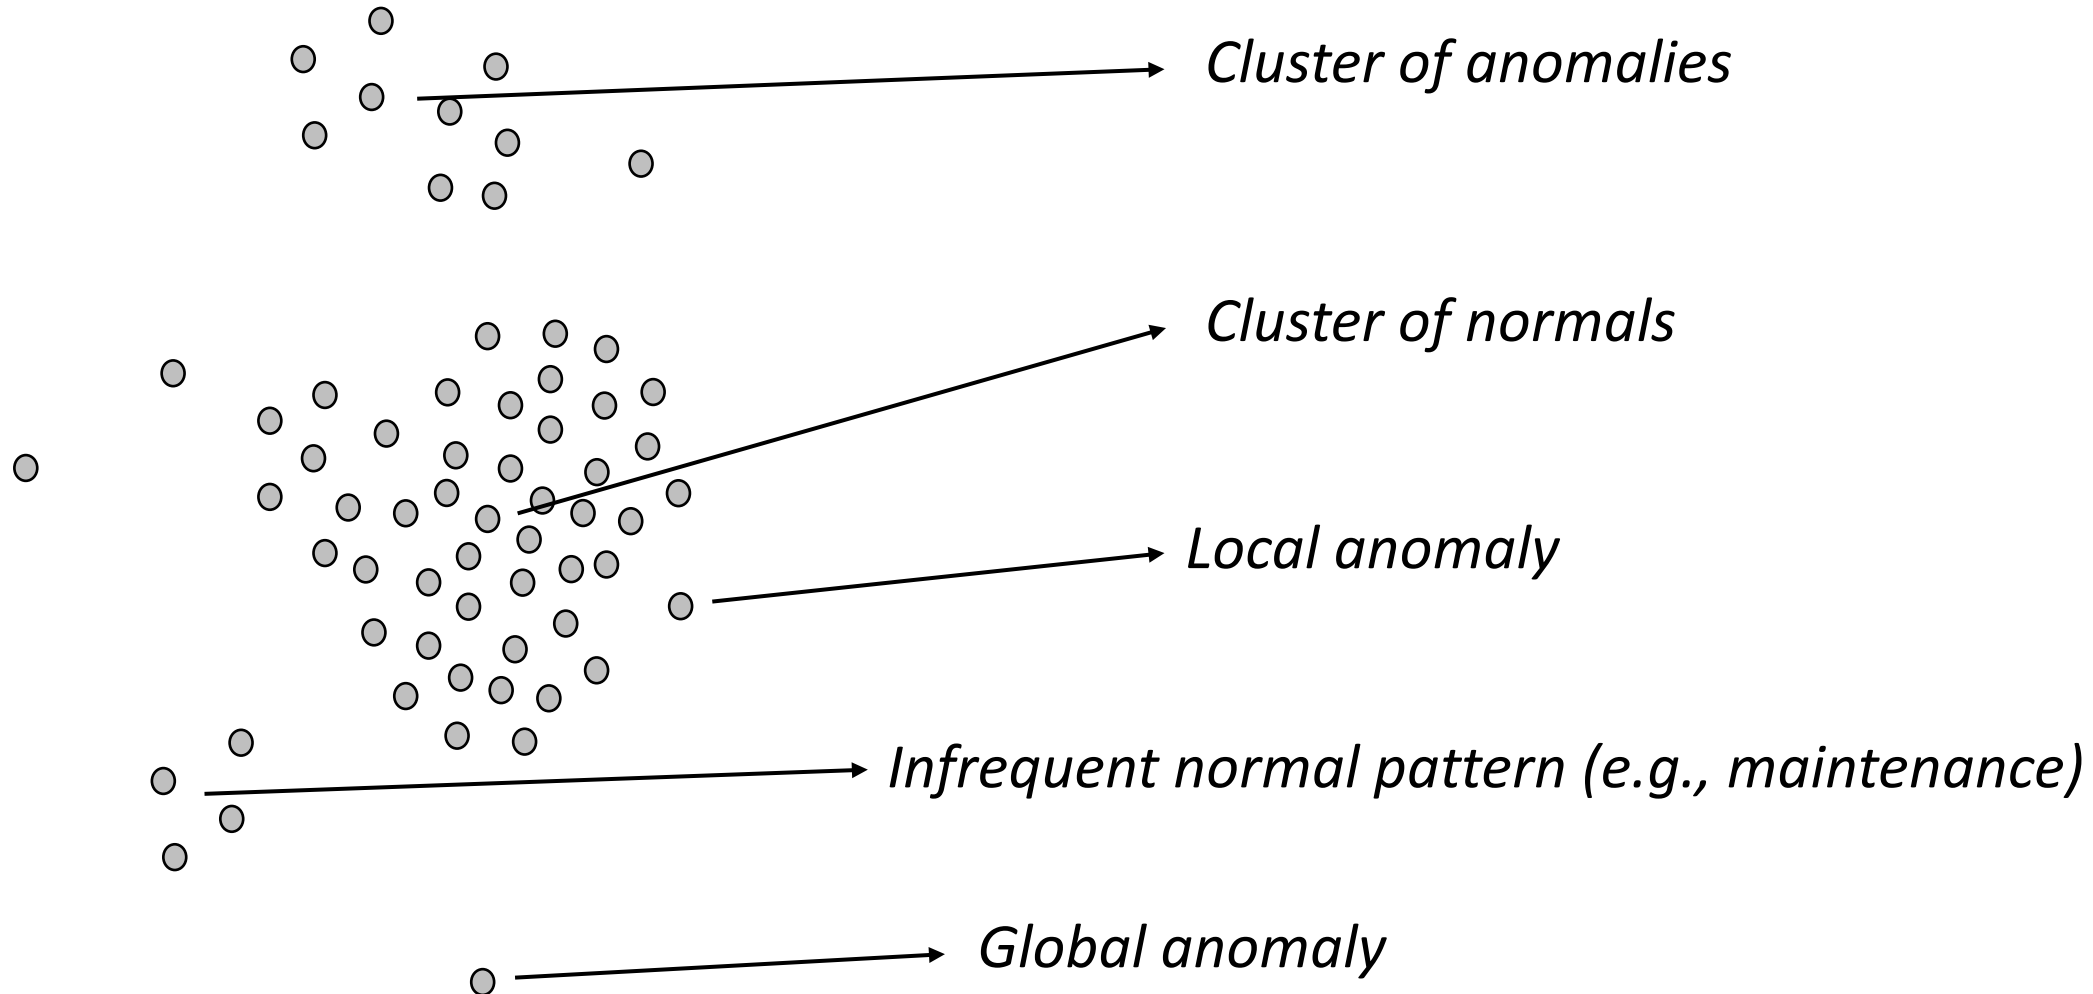 Cluster of anomalies
Cluster of normals
Local anomaly
Infrequent normal pattern (e.g., maintenance)
Global anomaly